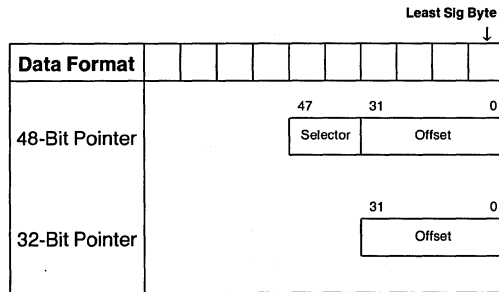 Least Sig Byte
Data Format
47 31 0
48-Bit Pointer Selector Offset
31 0
32-Bit Pointer Offset